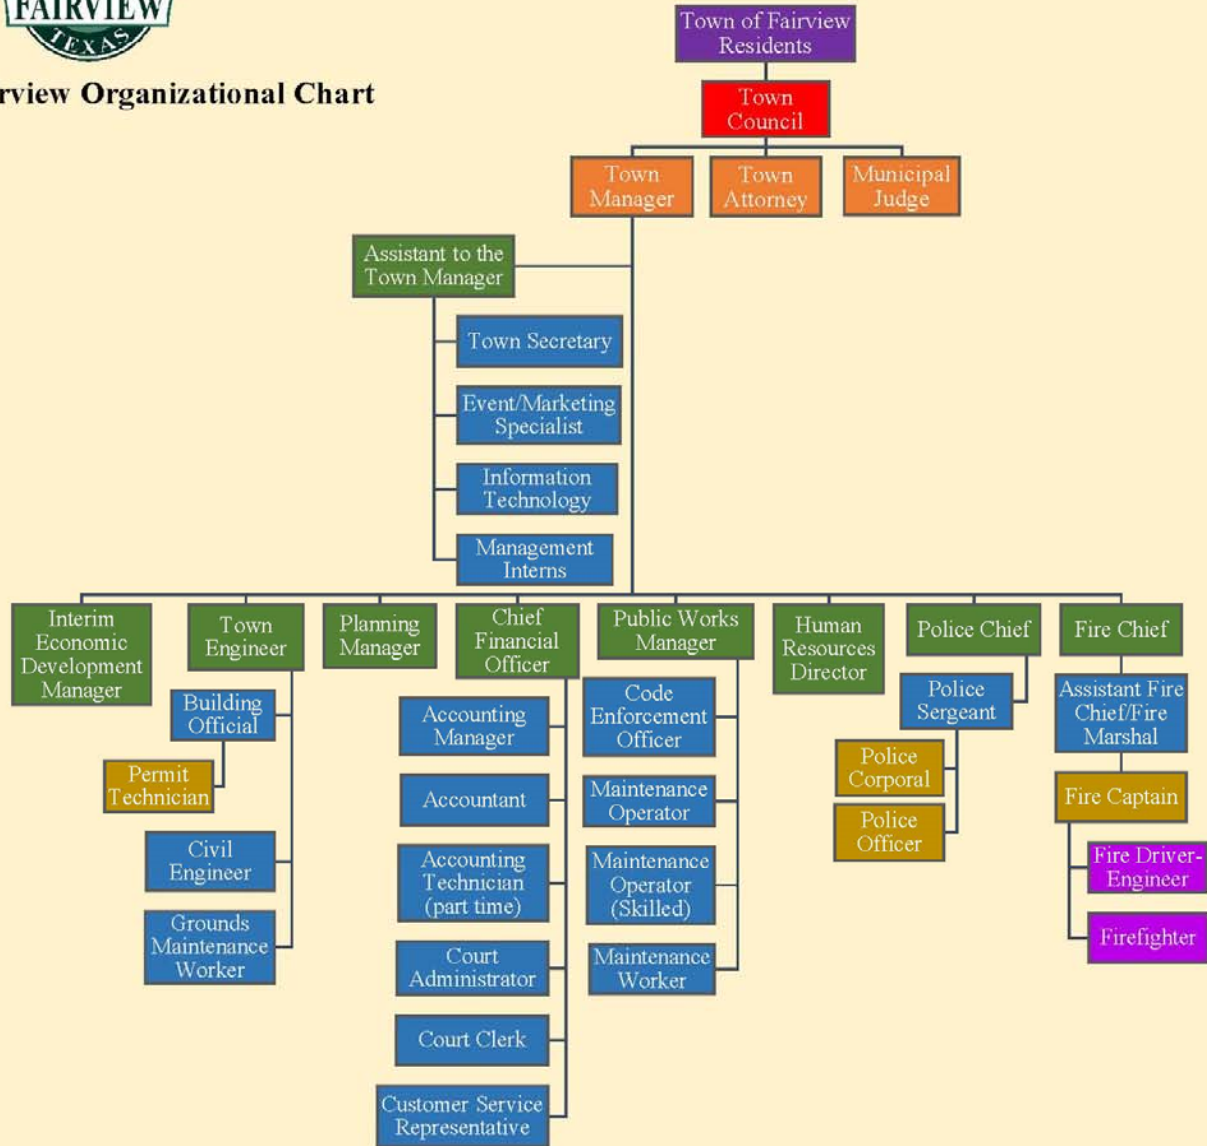 FAIRVIEW
TEXAS
rview Organizational Chart
Town of Fairview
Residents
Town
Council
Town
Manager
Town
Attorney
Municipal
Judge
Assistant to the
Town Manager
Town Secretary
Event/Marketing
Specialist
Information
Technology
Management
Interns
Interim
Economic
Development
Manager
Town
Engineer
Planning
Manager
Chief
Financial
Officer
Public Works
Manager
Human
Resources
Director
Police Chief
Fire Chief
Building
Official
Permit
Technician
Civil
Engineer
Grounds
Maintenance
Worker
Accounting
Manager
Accountant
Accounting
Technician
(part time)
Court
Administrator
Court Clerk
Customer Service
Representative
Code
Enforcement
Officer
Maintenance
Operator
Maintenance
Operator
(Skilled)
Maintenance
Worker
Police
Sergeant
Police
Corporal
Police
Officer
Assistant Fire
Chief/Fire
Marshal
Fire Captain
Fire Driver-
Engineer
Firefighter